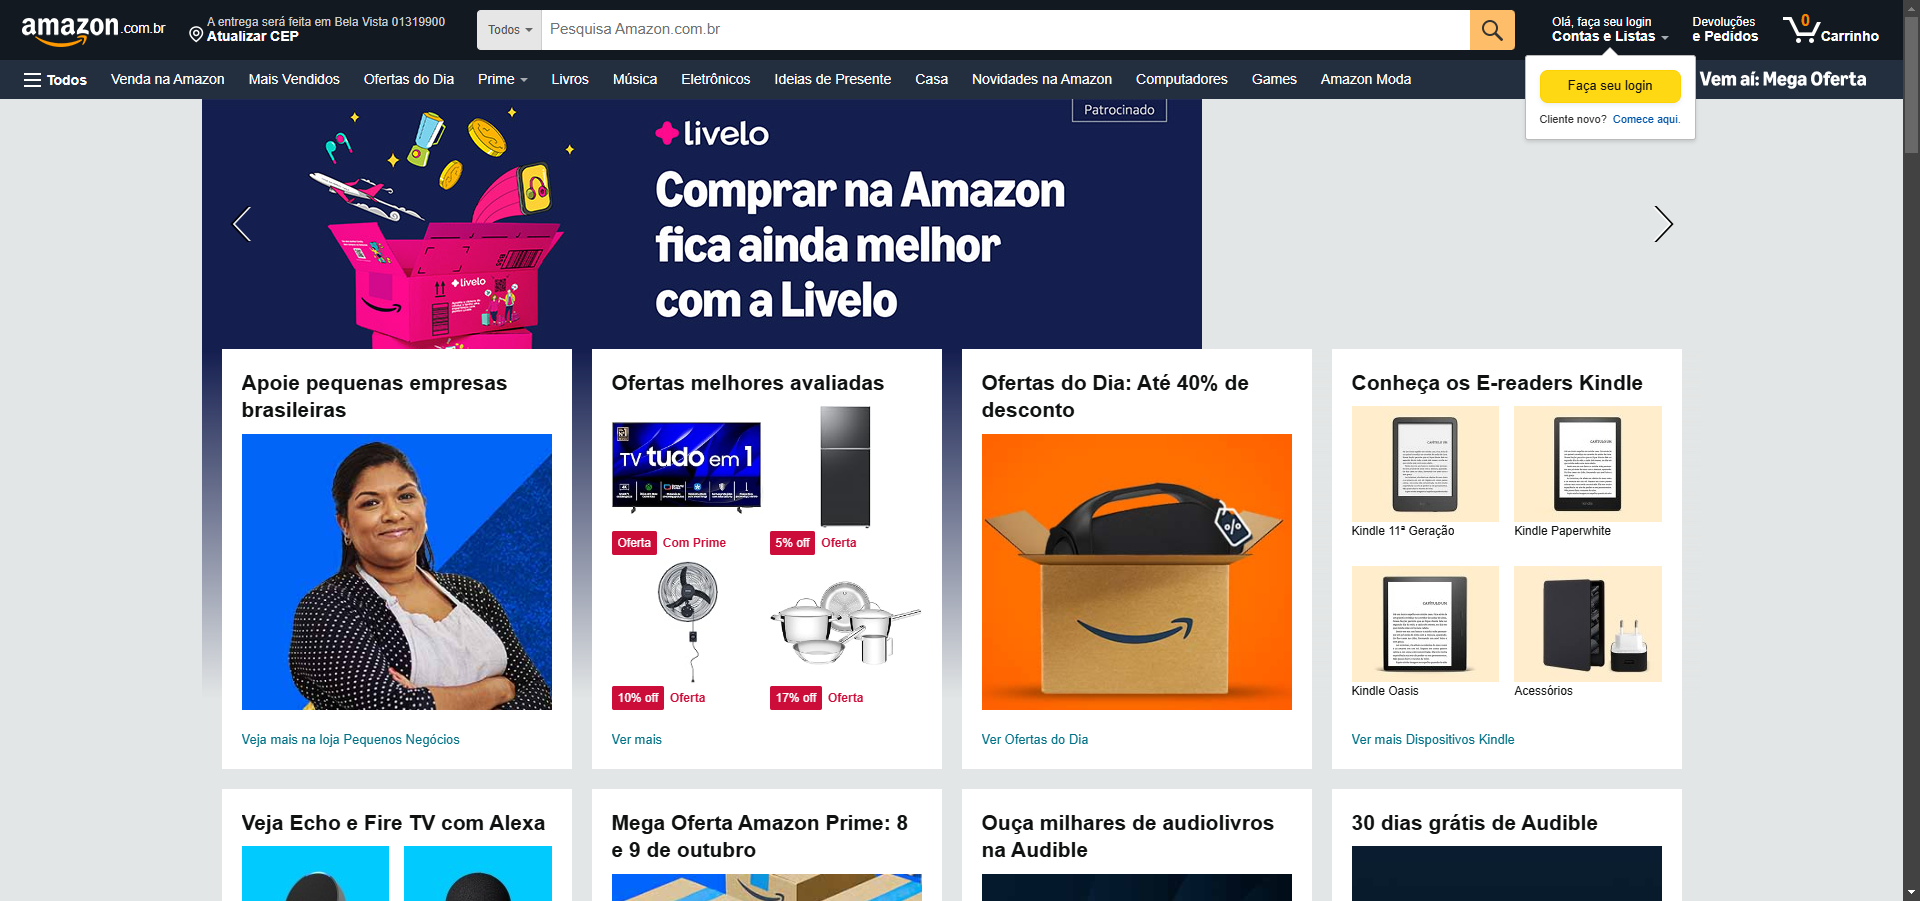 amazon.com.br
A entrega será feita em Bela Vista 01319900
Atualizar CEP
Todos
Pesquisa Amazon.com.br
Olá, faça seu login
Contas e Listas
Devoluções
e Pedidos
0
Carrinho
Todos
Venda na Amazon
Mais Vendidos
Ofertas do Dia
Prime
Livros
Música
Eletrônicos
Ideias de Presente
Casa
Novidades na Amazon
Computadores
Games
Amazon Moda
Vem aí: Mega Oferta
Faça seu login
Cliente novo? Comece aqui.
Patrocinado
livelo
Comprar na Amazon
fica ainda melhor
com a Livelo
livelo
Apoie pequenas empresas
brasileiras
Veja mais na loja Pequenos Negócios
Ofertas melhores avaliadas
TV tudo em 1
Oferta Com Prime
5% off Oferta
10% off Oferta
17% off Oferta
Ver mais
Ofertas do Dia: Até 40% de
desconto
%
Ver Ofertas do Dia
Conheça os E-readers Kindle
Kindle 11ª Geração
Kindle Paperwhite
Kindle Oasis
Acessórios
Ver mais Dispositivos Kindle
Veja Echo e Fire TV com Alexa
Mega Oferta Amazon Prime: 8
e 9 de outubro
Ouça milhares de audiolivros
na Audible
30 dias grátis de Audible